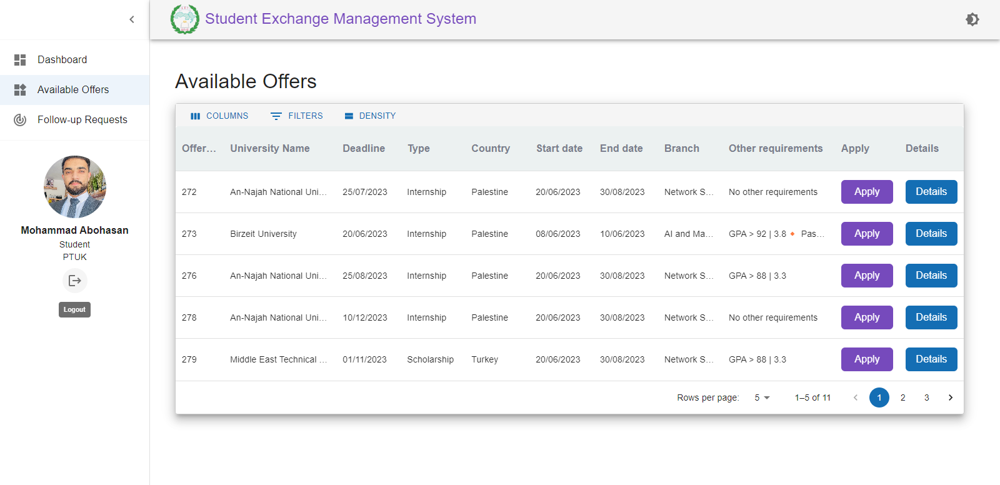 Student Exchange Management System
Dashboard
Available Offers
Follow-up Requests
Mohammad Abohasan
Student
PTUK
Logout
Available Offers
COLUMNS FILTERS DENSITY
Offer... University Name Deadline Type Country Start date End date Branch Other requirements Apply Details
272 An-Najah National Uni... 25/07/2023 Internship Palestine 20/06/2023 30/08/2023 Network S... No other requirements Apply Details
273 Birzeit University 20/06/2023 Internship Palestine 08/06/2023 10/06/2023 AI and Ma... GPA > 92 | 3.8 🔸 Pas... Apply Details
276 An-Najah National Uni... 25/08/2023 Internship Palestine 20/06/2023 30/08/2023 Network S... GPA > 88 | 3.3 Apply Details
278 An-Najah National Uni... 10/12/2023 Internship Palestine 20/06/2023 30/08/2023 Network S... No other requirements Apply Details
279 Middle East Technical ... 01/11/2023 Scholarship Turkey 20/06/2023 30/08/2023 Network S... GPA > 88 | 3.3 Apply Details
Rows per page: 5 1–5 of 11 1 2 3